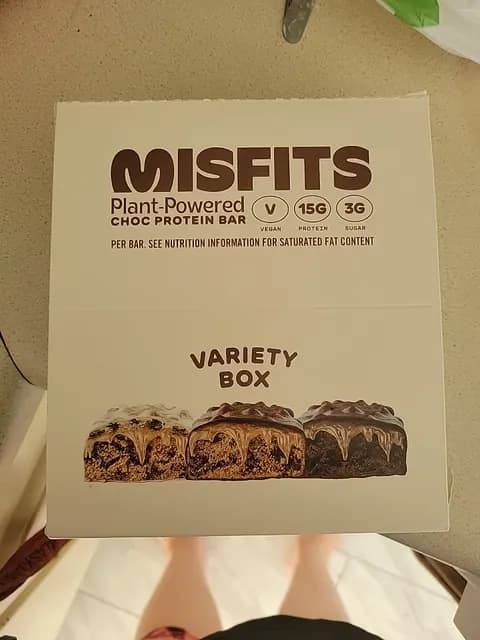 MISFITS
Plant-Powered
CHOC PROTEIN BAR
V
VEGAN
15G
PROTEIN
3G
SUGAR
PER BAR. SEE NUTRITION INFORMATION FOR SATURATED FAT CONTENT
VARIETY
BOX